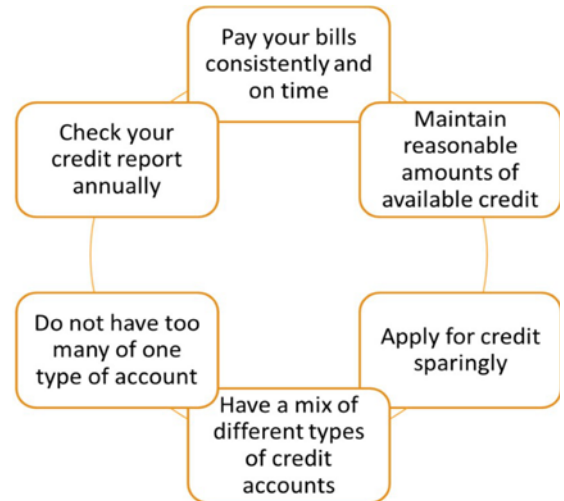 Pay your bills
consistently and
on time
Maintain
reasonable
amounts of
available credit
Apply for credit
sparingly
Have a mix of
different types
of credit
accounts
Do not have too
many of one
type of account
Check your
credit report
annually